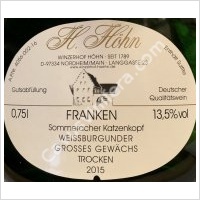 H. Höhn
WINZERHOF HÖHN · SEIT 1789
D-97334 NORDHEIM/MAIN · LANGGASSE
Gutsabfüllung
Deutscher
Qualitätswein
0,75l
FRANKEN
13,5%vol
Sommeracher Katzenkopf
WEISSBURGUNDER
GROSSES GEWÄCHS
TROCKEN
2015